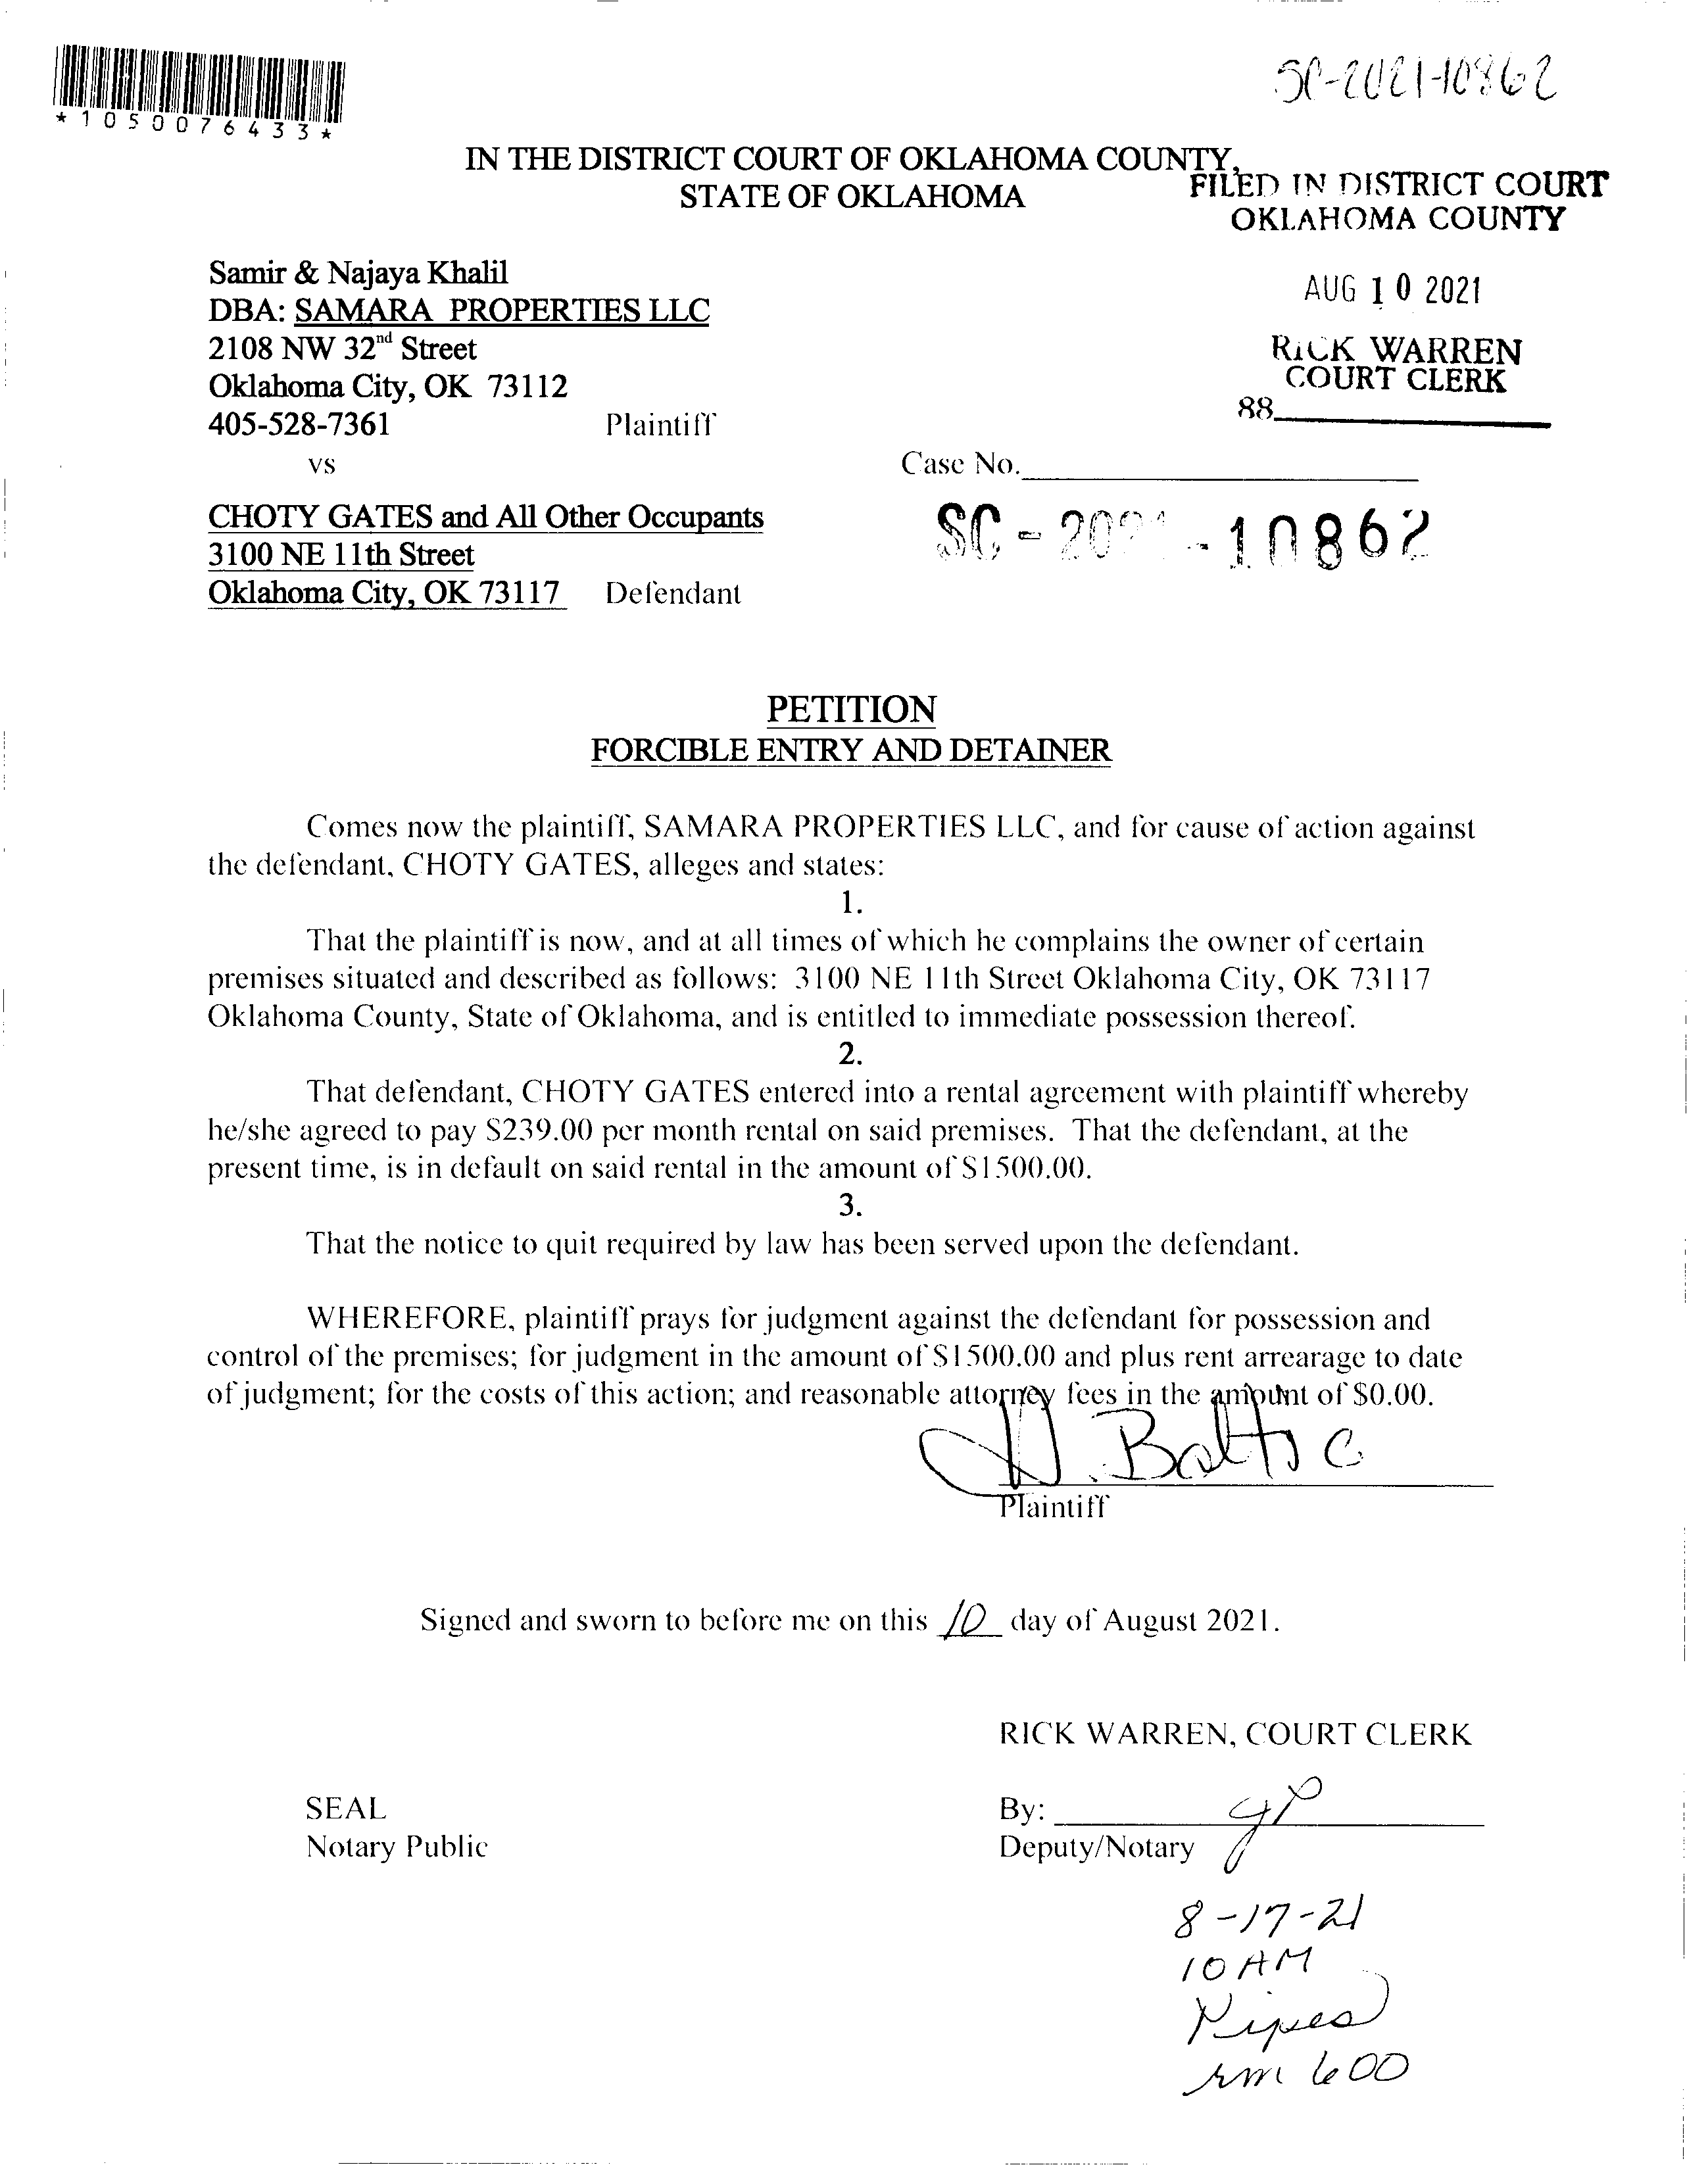 *1050076433*
SC-2021-10862
IN THE DISTRICT COURT OF OKLAHOMA COUNTY,
STATE OF OKLAHOMA
FILED IN DISTRICT COURT
OKLAHOMA COUNTY
AUG 10 2021
RICK WARREN
COURT CLERK
88
Samir & Najaya Khalil
DBA: SAMARA PROPERTIES LLC
2108 NW 32nd Street
Oklahoma City, OK 73112
405-528-7361 Plaintiff
vs
Case No.
CHOTY GATES and All Other Occupants
3100 NE 11th Street
Oklahoma City, OK 73117 Defendant
SC - 2021 - 10862
PETITION
FORCIBLE ENTRY AND DETAINER
Comes now the plaintiff, SAMARA PROPERTIES LLC, and for cause of action against
the defendant, CHOTY GATES, alleges and states:
1.
That the plaintiff is now, and at all times of which he complains the owner of certain
premises situated and described as follows: 3100 NE 11th Street Oklahoma City, OK 73117
Oklahoma County, State of Oklahoma, and is entitled to immediate possession thereof.
2.
That defendant, CHOTY GATES entered into a rental agreement with plaintiff whereby
he/she agreed to pay $239.00 per month rental on said premises. That the defendant, at the
present time, is in default on said rental in the amount of $1500.00.
3.
That the notice to quit required by law has been served upon the defendant.
WHEREFORE, plaintiff prays for judgment against the defendant for possession and
control of the premises; for judgment in the amount of $1500.00 and plus rent arrearage to date
of judgment; for the costs of this action; and reasonable attorney fees in the amount of $0.00.
Plaintiff
Signed and sworn to before me on this 10 day of August 2021.
RICK WARREN, COURT CLERK
SEAL
Notary Public
By: GP
Deputy/Notary
8-17-21
10 AM
Pipes
rm 600